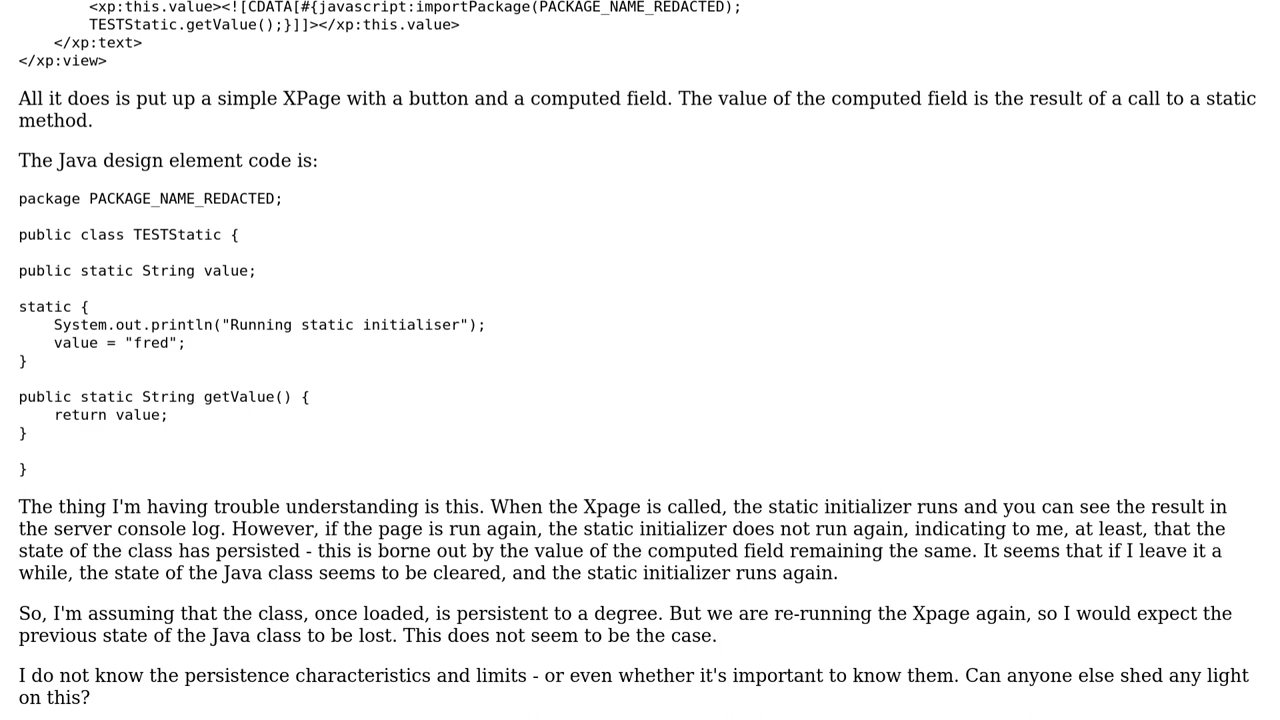 <xp:this.value><![CDATA[#{javascript:importPackage(PACKAGE_NAME_REDACTED);
TESTStatic.getValue();}]]></xp:this.value>
</xp:text>
</xp:view>
All it does is put up a simple XPage with a button and a computed field. The value of the computed field is the result of a call to a static
method.
The Java design element code is:
package PACKAGE_NAME_REDACTED;
public class TESTStatic {
public static String value;
static {
System.out.println("Running static initialiser");
value = "fred";
}
public static String getValue() {
return value;
}
}
The thing I'm having trouble understanding is this. When the Xpage is called, the static initializer runs and you can see the result in
the server console log. However, if the page is run again, the static initializer does not run again, indicating to me, at least, that the
state of the class has persisted - this is borne out by the value of the computed field remaining the same. It seems that if I leave it a
while, the state of the Java class seems to be cleared, and the static initializer runs again.
So, I'm assuming that the class, once loaded, is persistent to a degree. But we are re-running the Xpage again, so I would expect the
previous state of the Java class to be lost. This does not seem to be the case.
I do not know the persistence characteristics and limits - or even whether it's important to know them. Can anyone else shed any light
on this?